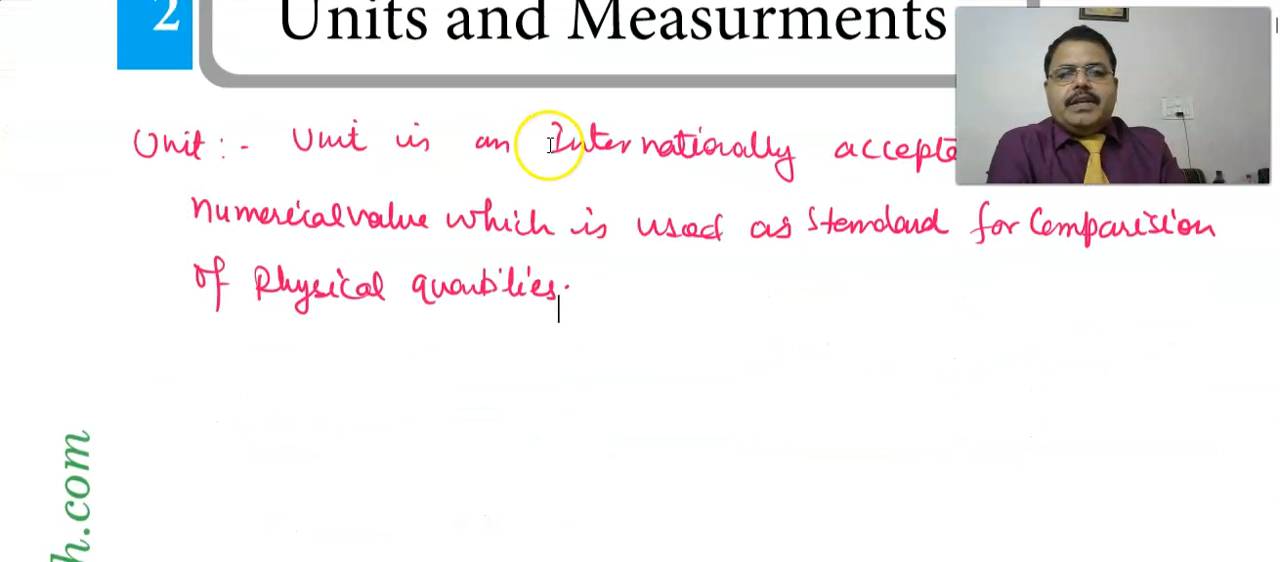 2
Units and Measurments
Unit :- Unit is an Internationally accepte
numericalvalue which is used as Standard for Comparision
of Physical quantities.
h.com